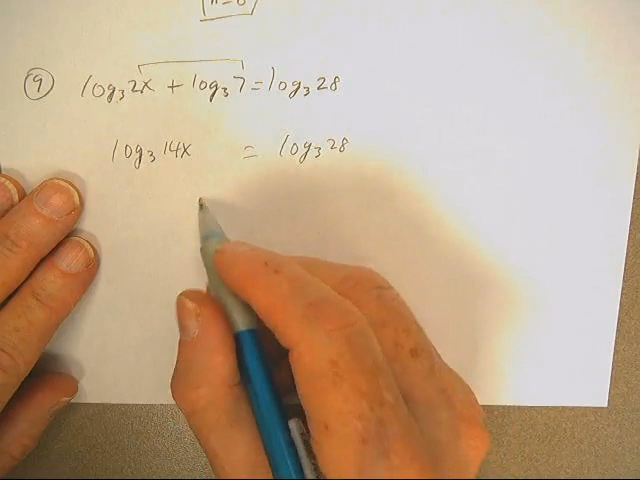 ⑨ log₃2x + log₃7 = log₃28
log₃14x = log₃28